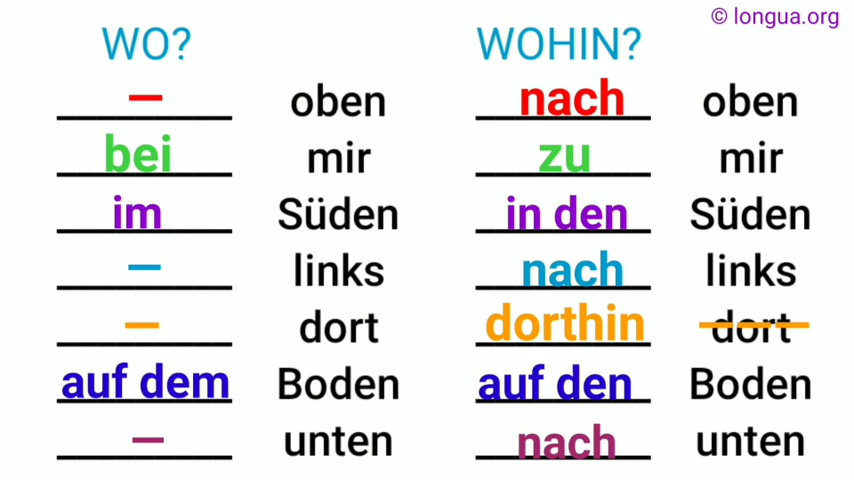 © longua.org
WO? WOHIN?
— oben nach oben
bei mir zu mir
im Süden in den Süden
— links nach links
— dort dorthin dort
auf dem Boden auf den Boden
— unten nach unten